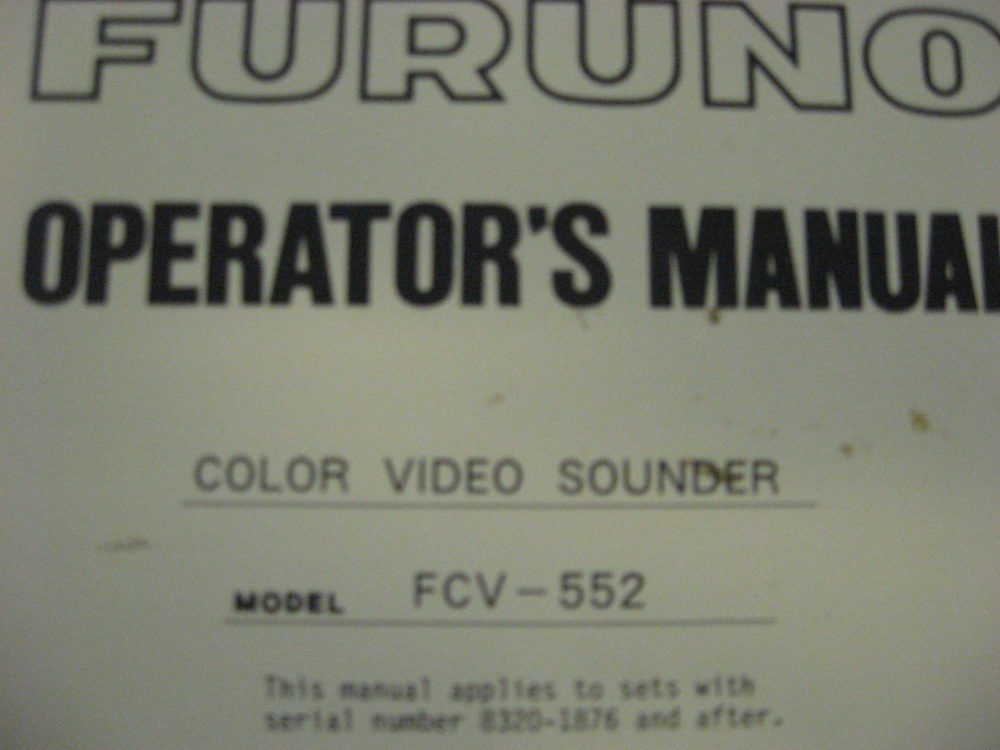 FURUNO
OPERATOR'S MANUAL
COLOR VIDEO SOUNDER
MODEL FCV-552
This manual applies to sets with
serial number 8320-1876 and after.